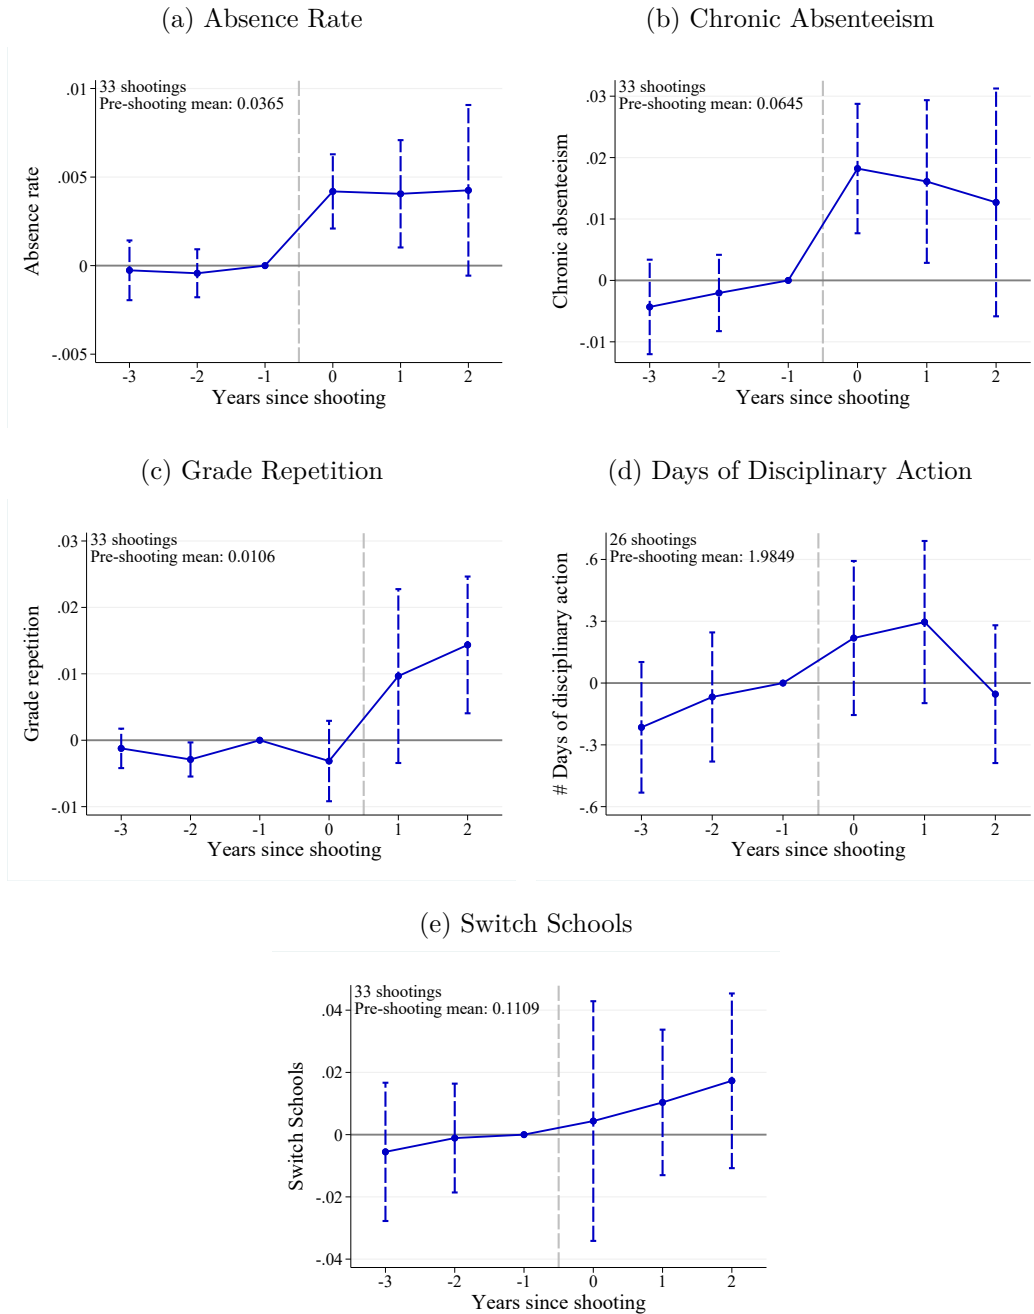 (a) Absence Rate
33 shootings
Pre-shooting mean: 0.0365
Absence rate
.01
.005
0
-.005
-3 -2 -1 0 1 2
Years since shooting
(b) Chronic Absenteeism
33 shootings
Pre-shooting mean: 0.0645
Chronic absenteeism
.03
.02
.01
0
-.01
-3 -2 -1 0 1 2
Years since shooting
(c) Grade Repetition
33 shootings
Pre-shooting mean: 0.0106
Grade repetition
.03
.02
.01
0
-.01
-3 -2 -1 0 1 2
Years since shooting
(d) Days of Disciplinary Action
26 shootings
Pre-shooting mean: 1.9849
# Days of disciplinary action
.6
.3
0
-.3
-.6
-3 -2 -1 0 1 2
Years since shooting
(e) Switch Schools
33 shootings
Pre-shooting mean: 0.1109
Switch Schools
.04
.02
0
-.02
-.04
-3 -2 -1 0 1 2
Years since shooting